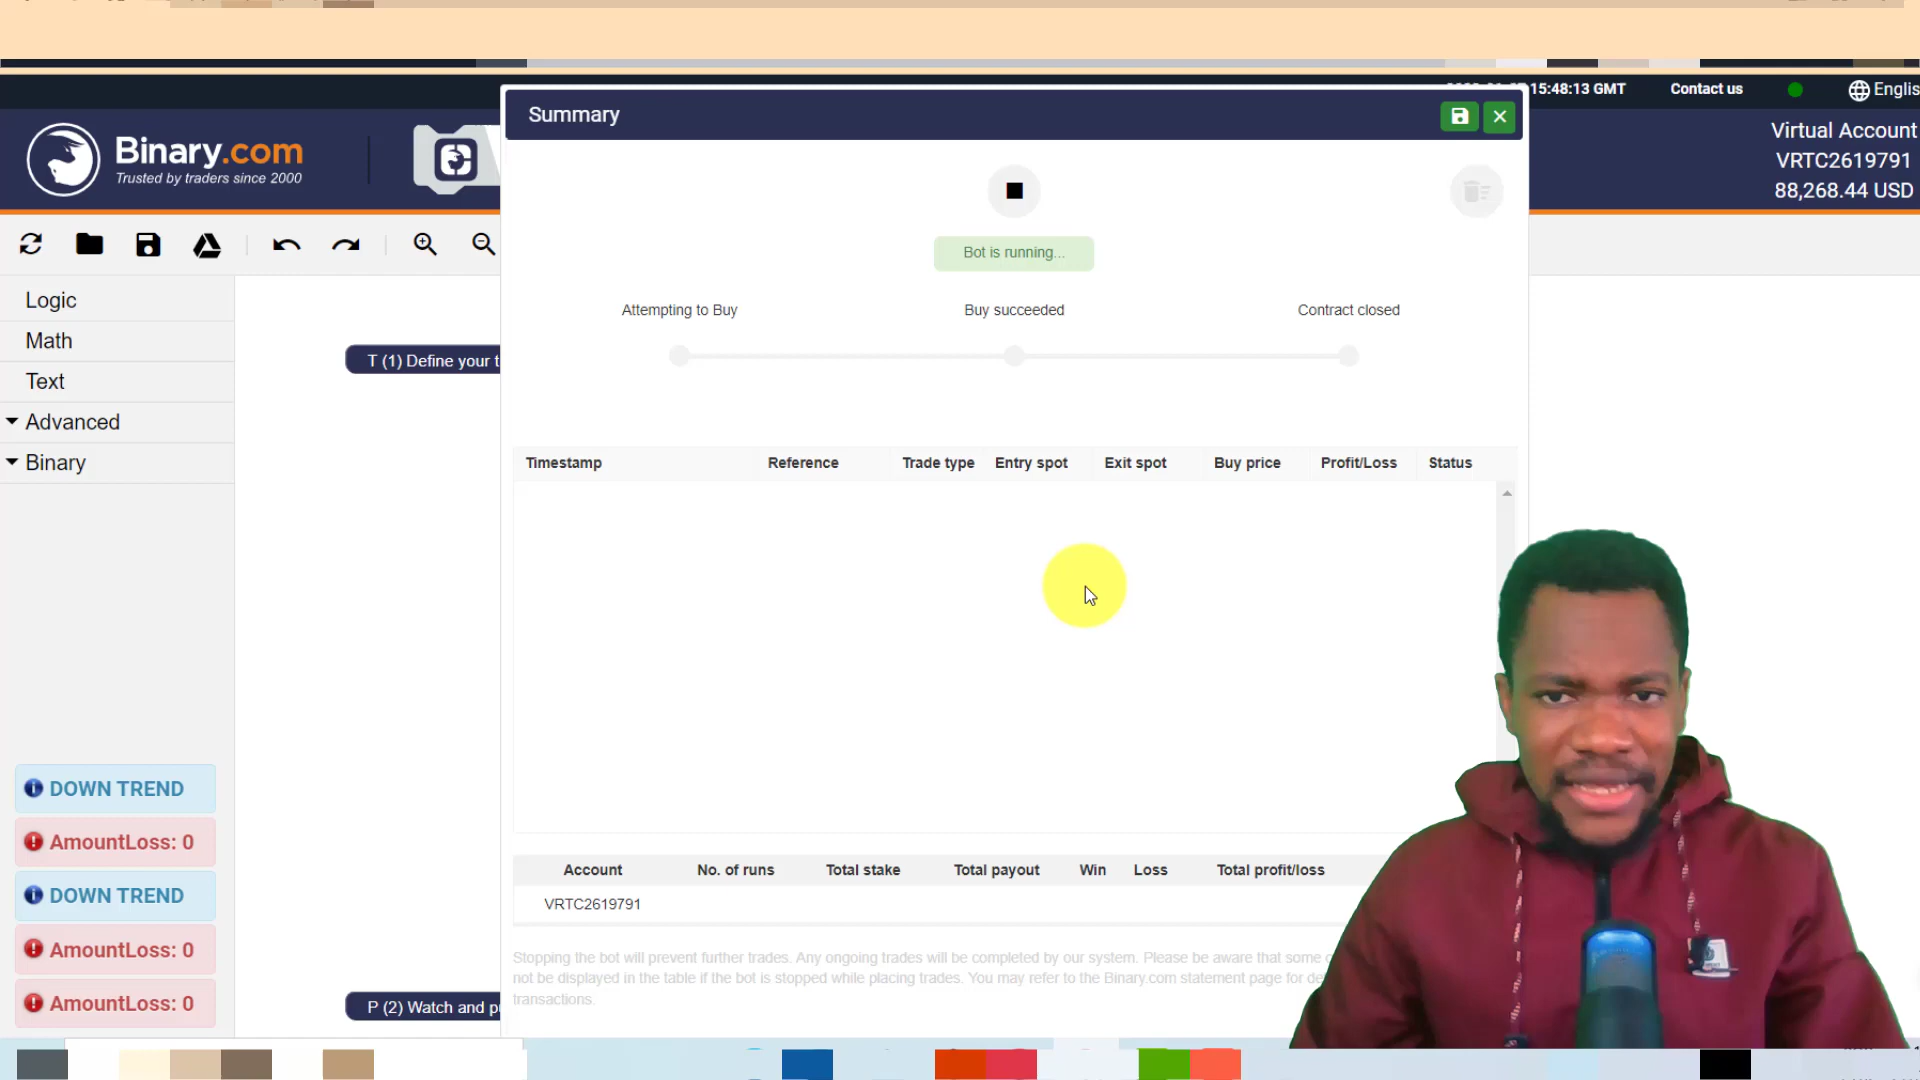 15:48:13 GMT
Contact us
Englis
Summary
Binary.com
Trusted by traders since 2000
Virtual Account
VRTC2619791
88,268.44 USD
Bot is running...
Attempting to Buy
Buy succeeded
Contract closed
Logic
Math
Text
Advanced
Binary
T (1) Define your t
Timestamp Reference Trade type Entry spot Exit spot Buy price Profit/Loss Status
DOWN TREND
AmountLoss: 0
DOWN TREND
AmountLoss: 0
AmountLoss: 0
Account No. of runs Total stake Total payout Win Loss Total profit/loss
VRTC2619791
Stopping the bot will prevent further trades. Any ongoing trades will be completed by our system. Please be aware that some
not be displayed in the table if the bot is stopped while placing trades. You may refer to the Binary.com statement page for de
transactions.
P (2) Watch and p